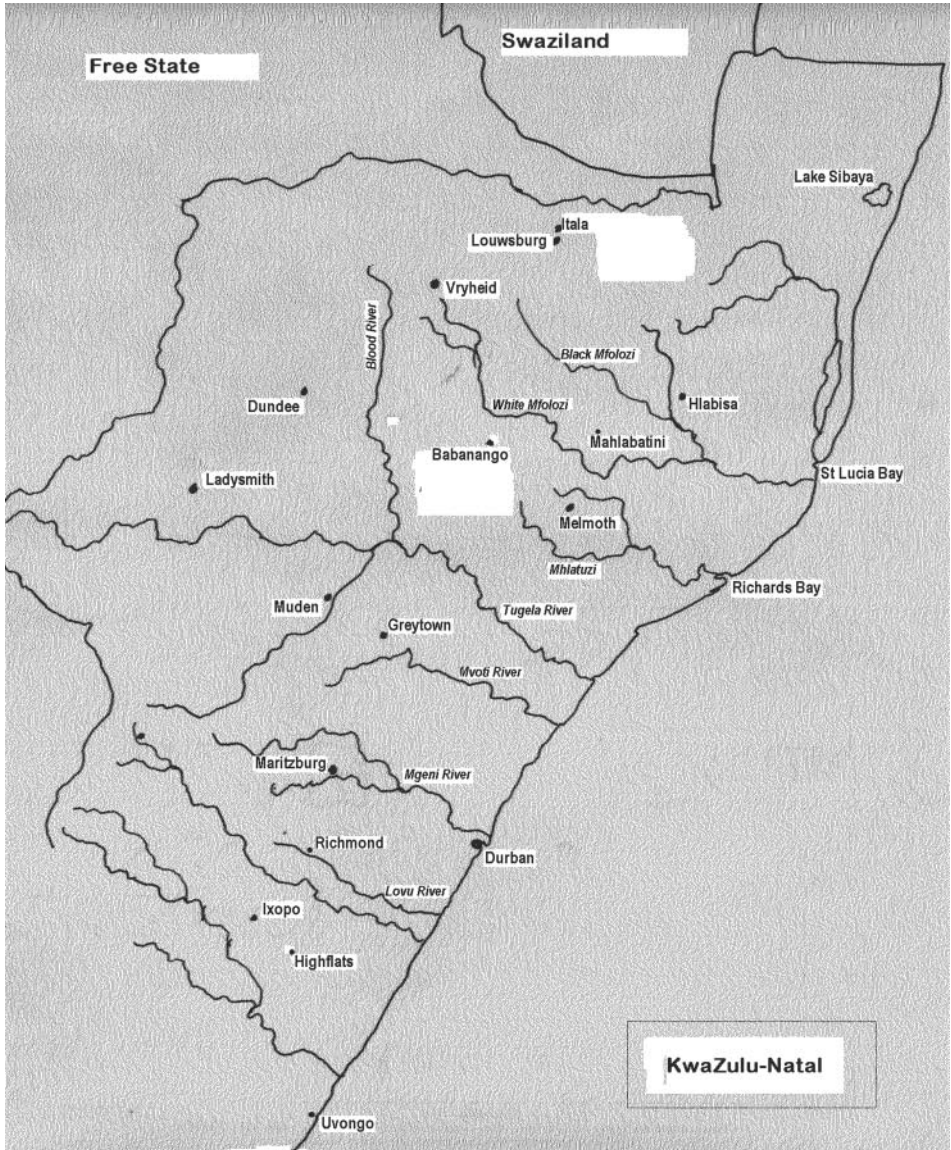 Swaziland
Free State
Lake Sibaya
Itala
Louwsburg
Vryheid
Blood River
Black Mfolozi
Dundee
White Mfolozi
Hlabisa
Mahlabatini
Babanango
St Lucia Bay
Ladysmith
Melmoth
Mhlatuzi
Richards Bay
Muden
Tugela River
Greytown
Mvoti River
Maritzburg
Mgeni River
Richmond
Durban
Lovu River
Ixopo
Highflats
KwaZulu-Natal
Uvongo